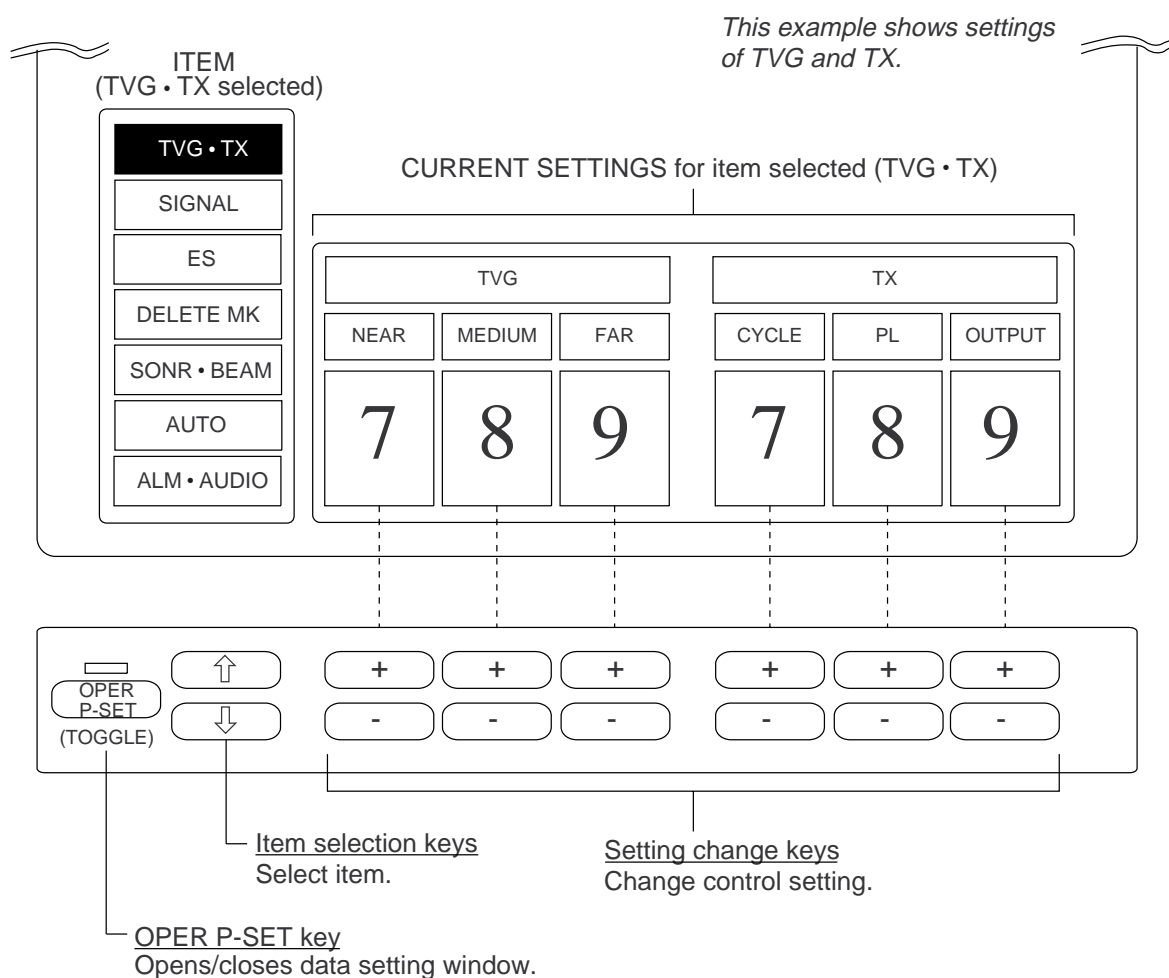 This example shows settings
of TVG and TX.
ITEM
(TVG • TX selected)
TVG • TX
SIGNAL
ES
DELETE MK
SONR • BEAM
AUTO
ALM • AUDIO
CURRENT SETTINGS for item selected (TVG • TX)
TVG TX
NEAR MEDIUM FAR CYCLE PL OUTPUT
7 8 9 7 8 9
+ + + + + +
- - - - - -
OPER
P-SET
(TOGGLE)
Item selection keys
Select item.
Setting change keys
Change control setting.
OPER P-SET key
Opens/closes data setting window.